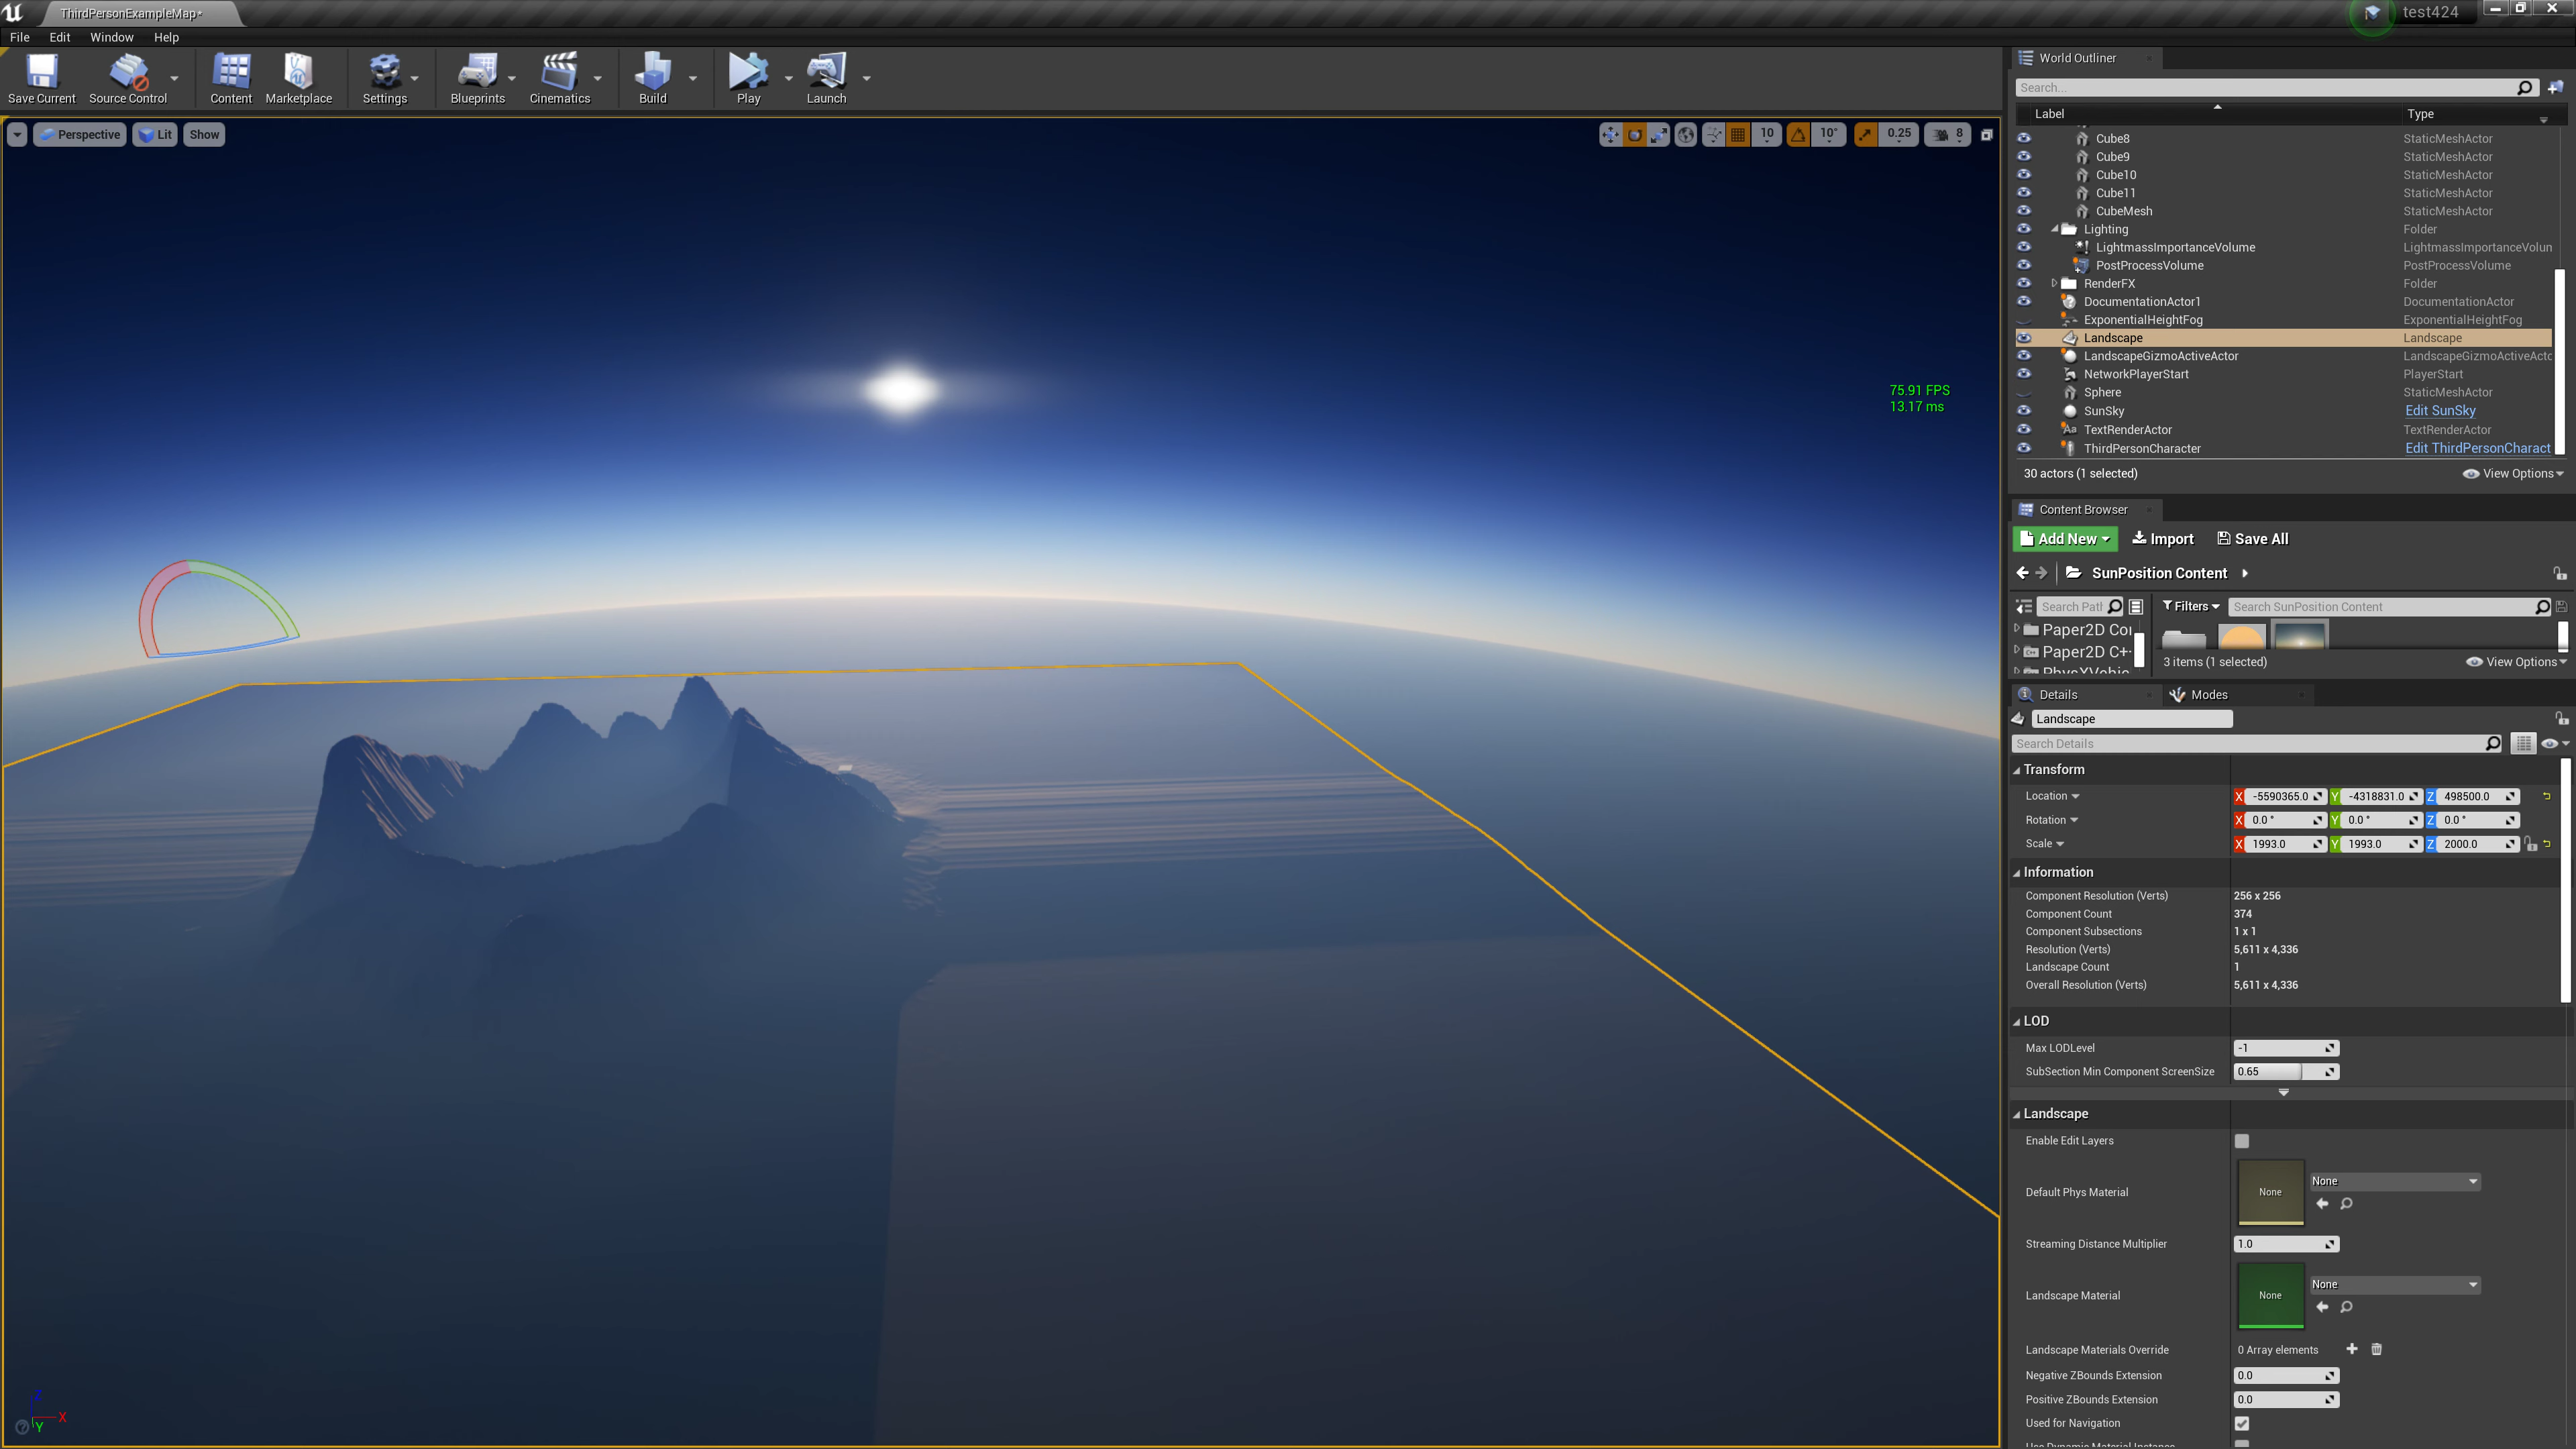 ThirdPersonExampleMap*
test424
File Edit Window Help
Save Current Source Control Content Marketplace Settings Blueprints Cinematics Build Play Launch
Perspective Lit Show
10 10° 0.25 8
75.91 FPS
13.17 ms
Z
X
Y
World Outliner
Search...
Label Type
Cube8 StaticMeshActor
Cube9 StaticMeshActor
Cube10 StaticMeshActor
Cube11 StaticMeshActor
CubeMesh StaticMeshActor
Lighting Folder
LightmassImportanceVolume LightmassImportanceVolun
PostProcessVolume PostProcessVolume
RenderFX Folder
DocumentationActor1 DocumentationActor
ExponentialHeightFog ExponentialHeightFog
Landscape Landscape
LandscapeGizmoActiveActor LandscapeGizmoActiveActc
NetworkPlayerStart PlayerStart
Sphere StaticMeshActor
SunSky Edit SunSky
TextRenderActor TextRenderActor
ThirdPersonCharacter Edit ThirdPersonCharact
30 actors (1 selected) View Options
Content Browser
Add New Import Save All
SunPosition Content
Search Patl Filters Search SunPosition Content
Paper2D Coi
Paper2D C++
3 items (1 selected) View Options
Details Modes
Landscape
Search Details
Transform
Location X -5590365.0 Y -4318831.0 Z 498500.0
Rotation X 0.0 ° Y 0.0 ° Z 0.0 °
Scale X 1993.0 Y 1993.0 Z 2000.0
Information
Component Resolution (Verts) 256 x 256
Component Count 374
Component Subsections 1 x 1
Resolution (Verts) 5,611 x 4,336
Landscape Count 1
Overall Resolution (Verts) 5,611 x 4,336
LOD
Max LODLevel -1
SubSection Min Component ScreenSize 0.65
Landscape
Enable Edit Layers
Default Phys Material None None
Streaming Distance Multiplier 1.0
Landscape Material None None
Landscape Materials Override 0 Array elements
Negative ZBounds Extension 0.0
Positive ZBounds Extension 0.0
Used for Navigation